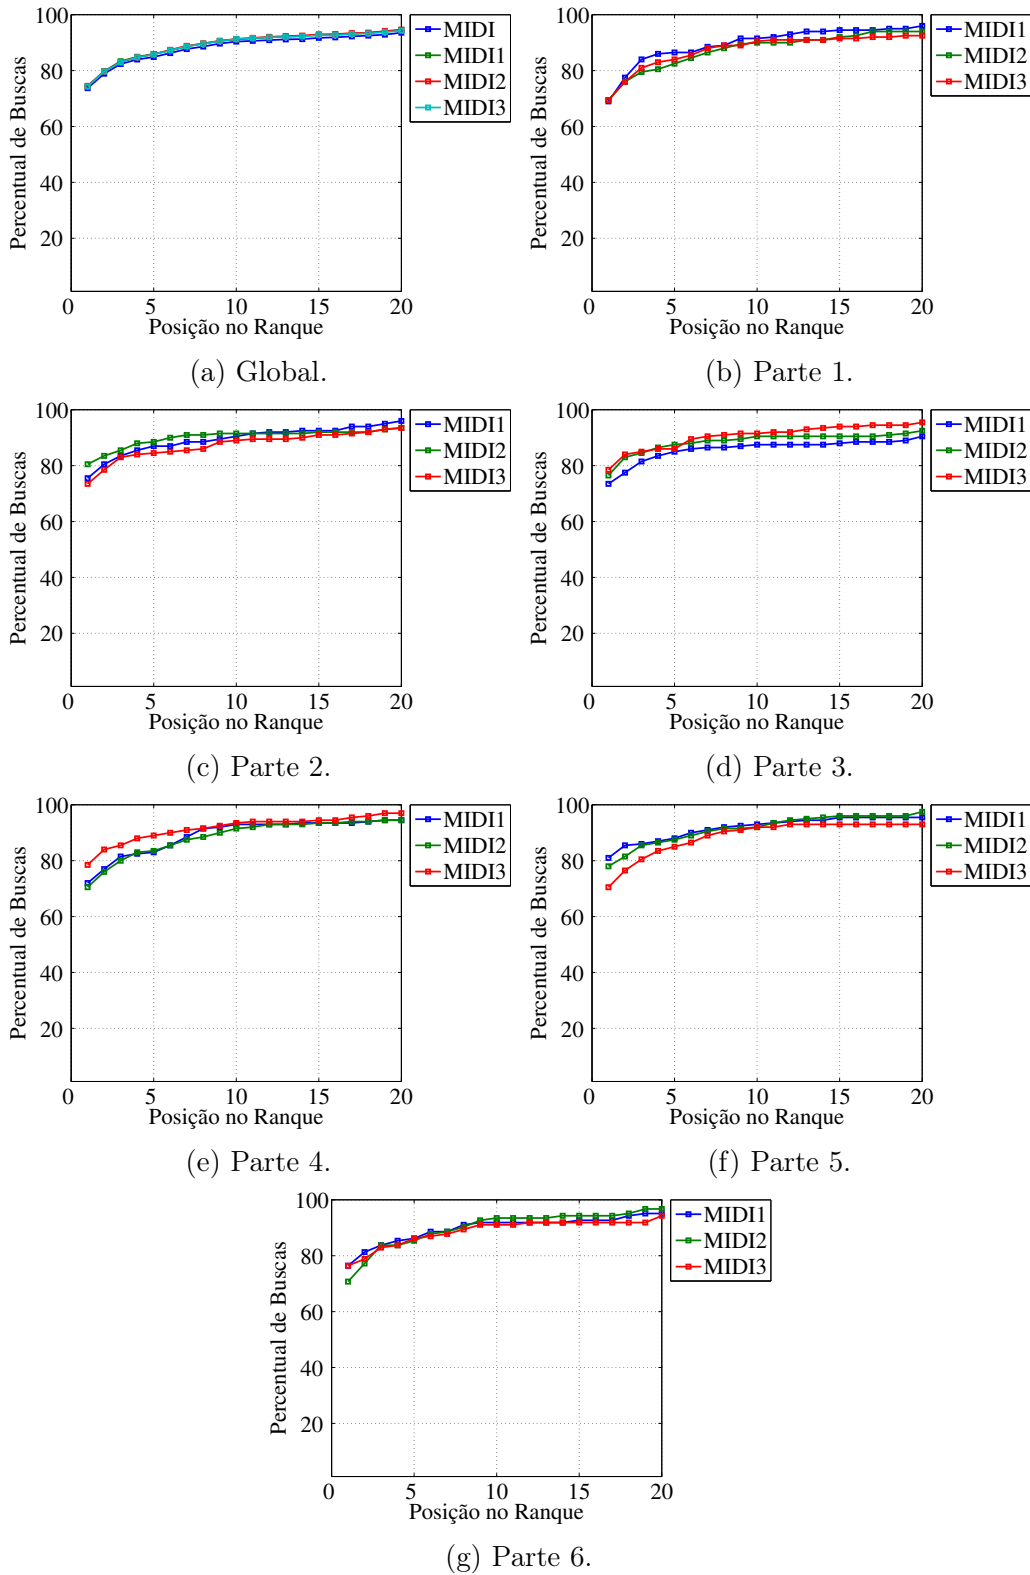 100
80
60
40
20
0
5
10
15
20
Percentual de Buscas
Posição no Ranque
MIDI
MIDI1
MIDI2
MIDI3
(a) Global.
100
80
60
40
20
0
5
10
15
20
Percentual de Buscas
Posição no Ranque
MIDI1
MIDI2
MIDI3
(b) Parte 1.
100
80
60
40
20
0
5
10
15
20
Percentual de Buscas
Posição no Ranque
MIDI1
MIDI2
MIDI3
(c) Parte 2.
100
80
60
40
20
0
5
10
15
20
Percentual de Buscas
Posição no Ranque
MIDI1
MIDI2
MIDI3
(d) Parte 3.
100
80
60
40
20
0
5
10
15
20
Percentual de Buscas
Posição no Ranque
MIDI1
MIDI2
MIDI3
(e) Parte 4.
100
80
60
40
20
0
5
10
15
20
Percentual de Buscas
Posição no Ranque
MIDI1
MIDI2
MIDI3
(f) Parte 5.
100
80
60
40
20
0
5
10
15
20
Percentual de Buscas
Posição no Ranque
MIDI1
MIDI2
MIDI3
(g) Parte 6.